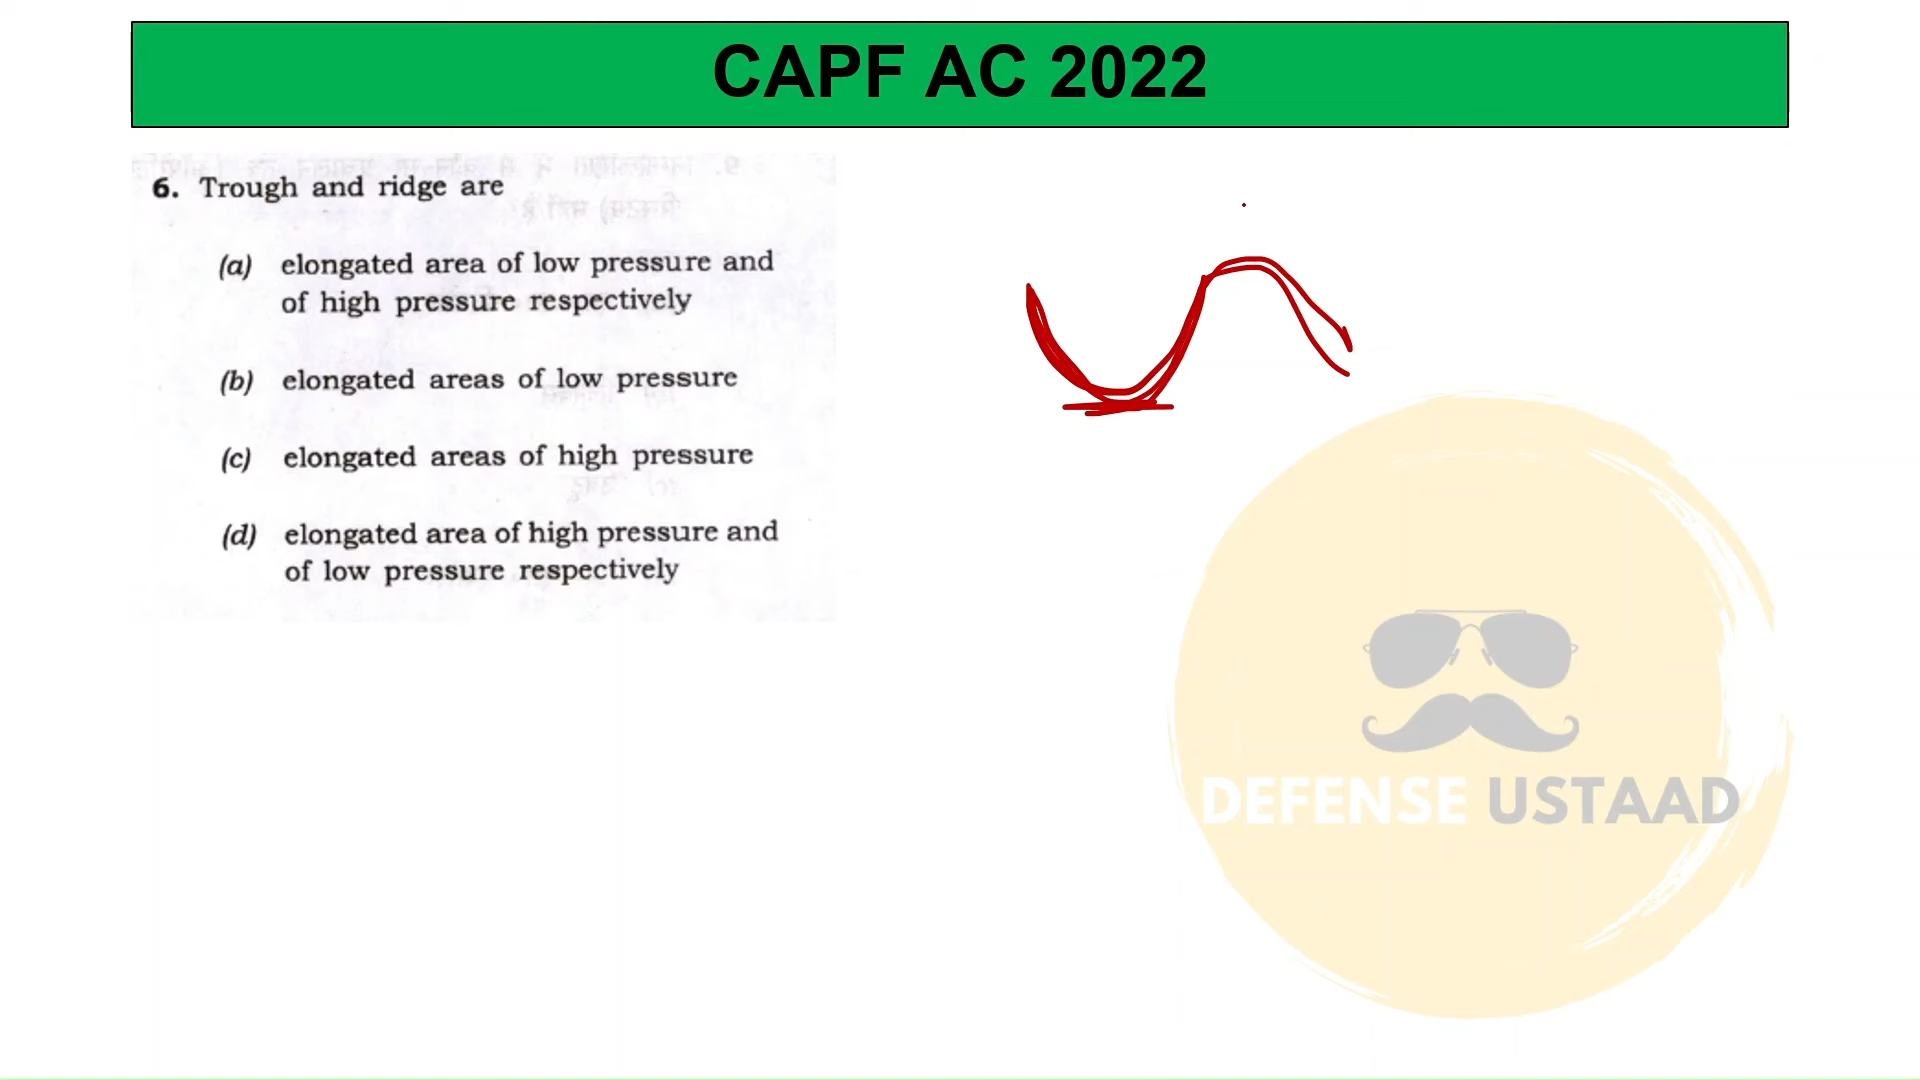 CAPF AC 2022
6. Trough and ridge are
(a) elongated area of low pressure and
of high pressure respectively
(b) elongated areas of low pressure
(c) elongated areas of high pressure
(d) elongated area of high pressure and
of low pressure respectively
DEFENSE USTAAD